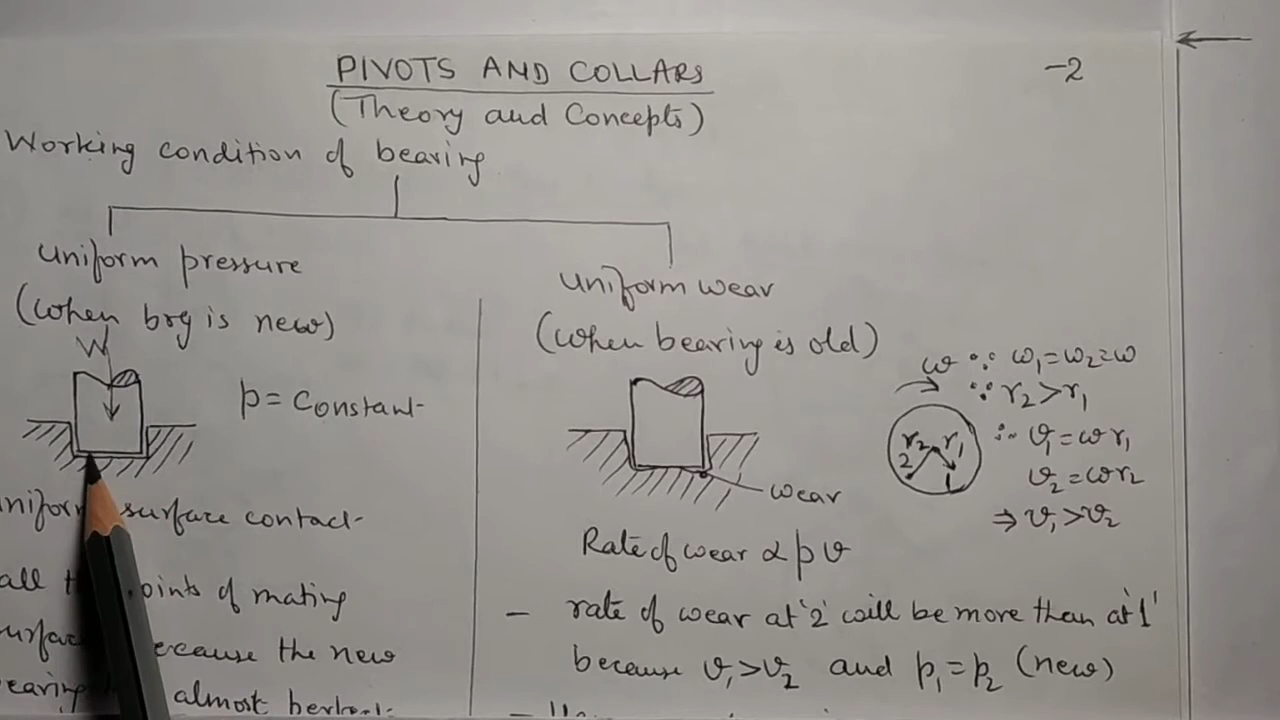 PIVOTS AND COLLARS
-2
(Theory and Concepts)
Working condition of bearing
Uniform pressure
(When brg is new)
W
p = Constant
uniform surface contact
all the points of mating
because the new
almost
Uniform wear
(When bearing is old)
wear
ω ∵ ω₁=ω₂=ω
∵ r₂>r₁
∴ v₁=ωr₁
v₂=ωr₂
⇒ v₁>v₂
r₂ r₁
2 1
Rate of wear ∝ p v
- rate of wear at '2' will be more than at '1'
because v₁>v₂ and p₁=p₂ (new)